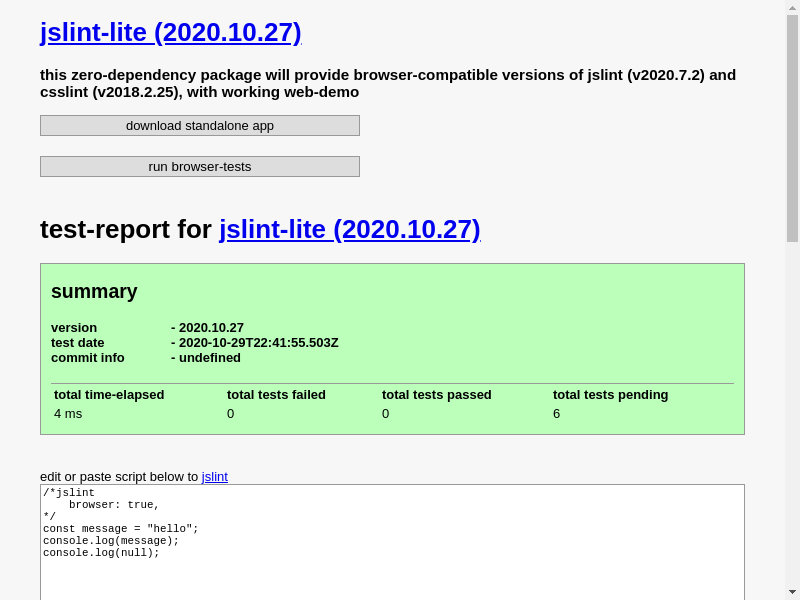 jslint-lite (2020.10.27)
this zero-dependency package will provide browser-compatible versions of jslint (v2020.7.2) and
csslint (v2018.2.25), with working web-demo
download standalone app
run browser-tests
test-report for jslint-lite (2020.10.27)
summary
version - 2020.10.27
test date - 2020-10-29T22:41:55.503Z
commit info - undefined
total time-elapsed total tests failed total tests passed total tests pending
4 ms 0 0 6
edit or paste script below to jslint
/*jslint
    browser: true,
*/
const message = "hello";
console.log(message);
console.log(null);